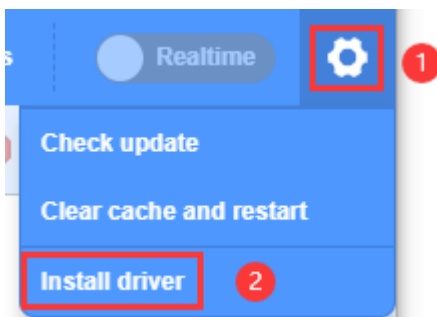 s
Realtime
1
Check update
Clear cache and restart
Install driver
2